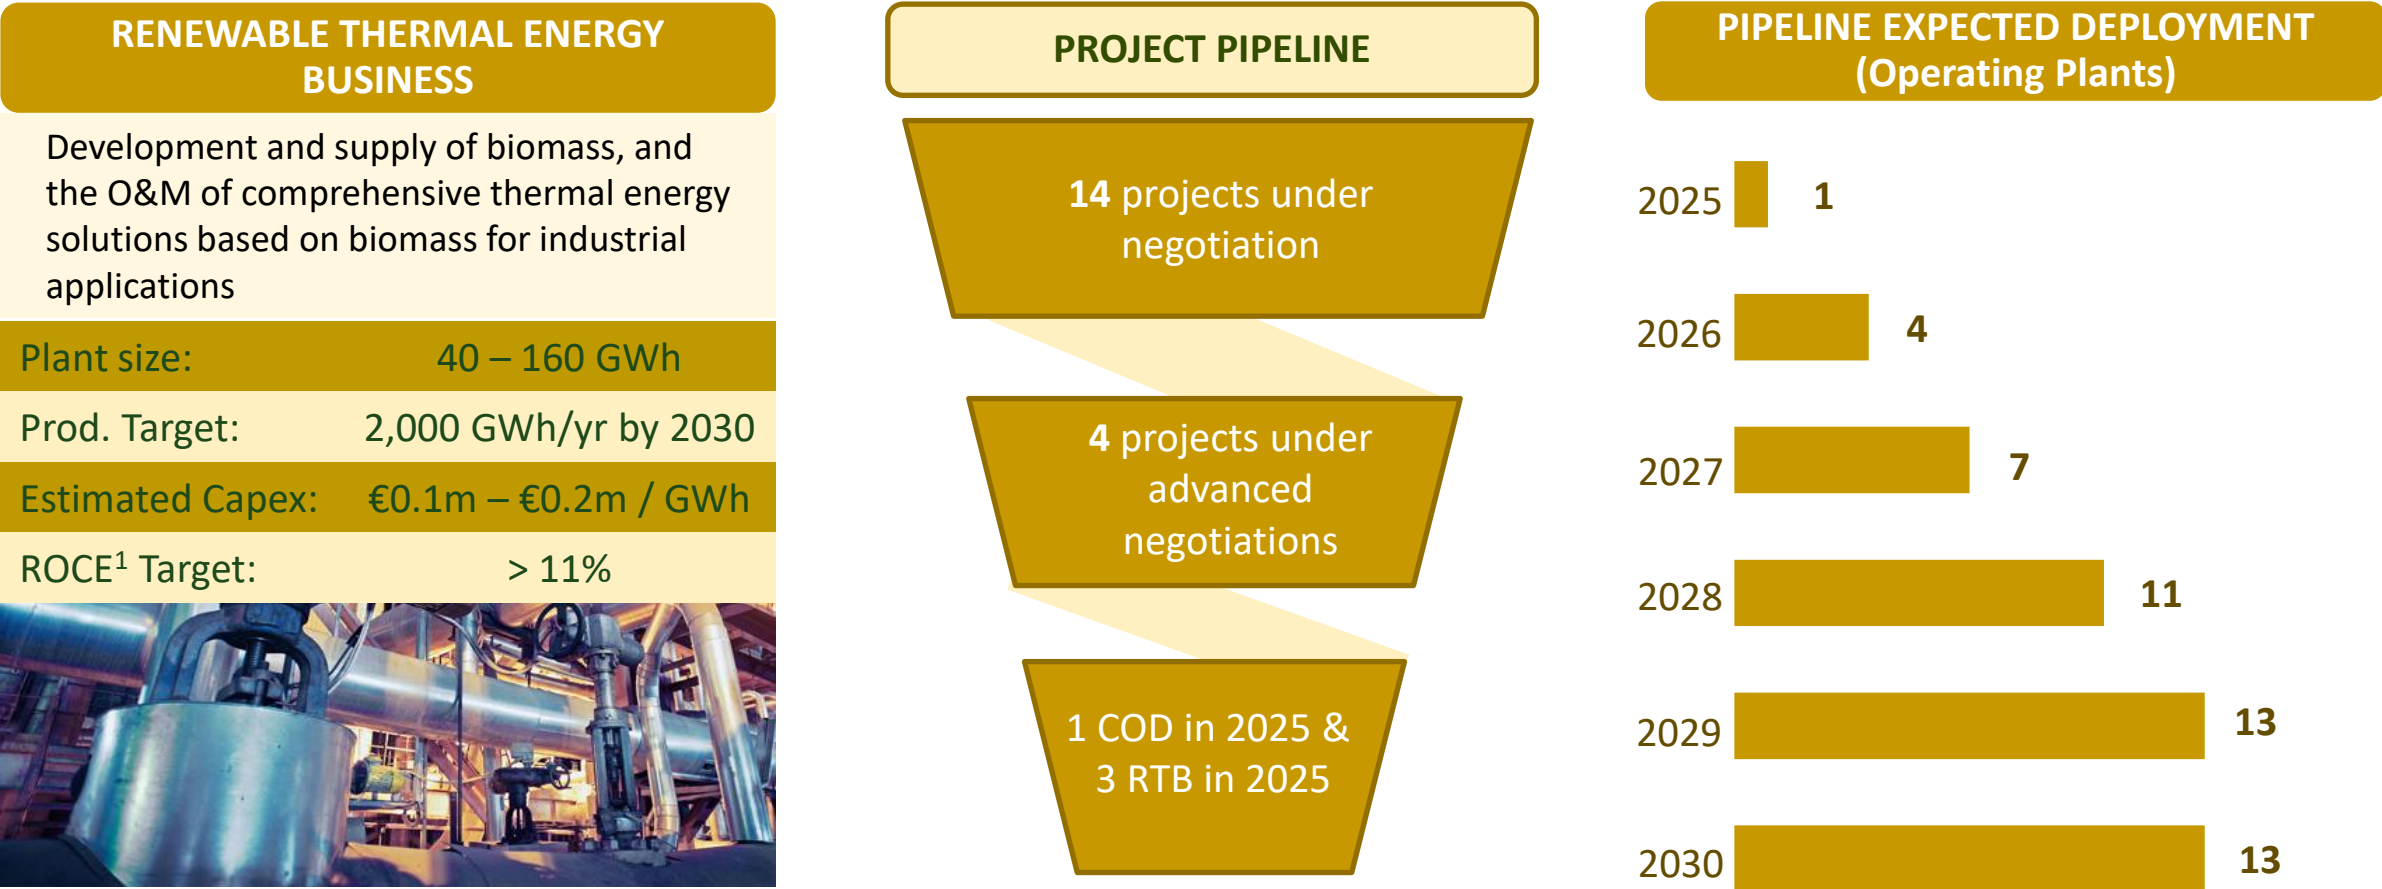 RENEWABLE THERMAL ENERGY
BUSINESS
Development and supply of biomass, and
the O&M of comprehensive thermal energy
solutions based on biomass for industrial
applications
Plant size: 40 – 160 GWh
Prod. Target: 2,000 GWh/yr by 2030
Estimated Capex: €0.1m – €0.2m / GWh
ROCE¹ Target: > 11%
PROJECT PIPELINE
14 projects under
negotiation
4 projects under
advanced
negotiations
1 COD in 2025 &
3 RTB in 2025
PIPELINE EXPECTED DEPLOYMENT
(Operating Plants)
2025 1
2026 4
2027 7
2028 11
2029 13
2030 13